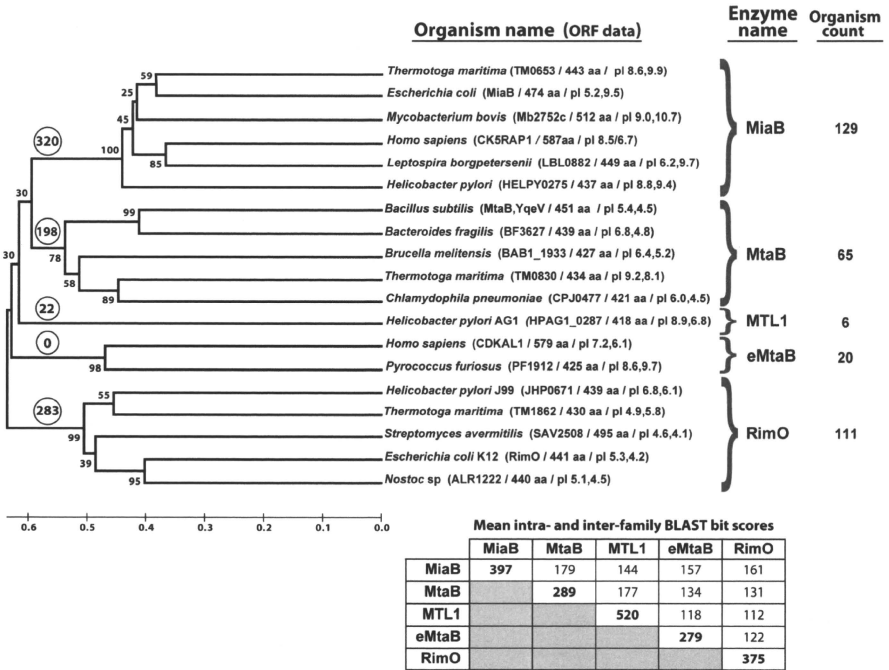 Organism name (ORF data)
Enzyme name
Organism count
Thermotoga maritima (TM0653 / 443 aa / pI 8.6,9.9)
Escherichia coli (MiaB / 474 aa / pI 5.2,9.5)
Mycobacterium bovis (Mb2752c / 512 aa / pI 9.0,10.7)
Homo sapiens (CK5RAP1 / 587aa / pI 8.5/6.7)
Leptospira borgpetersenii (LBL0882 / 449 aa / pI 6.2,9.7)
Helicobacter pylori (HELPY0275 / 437 aa / pI 8.8,9.4)
MiaB 129
Bacillus subtilis (MtaB,YqeV / 451 aa / pI 5.4,4.5)
Bacteroides fragilis (BF3627 / 439 aa / pI 6.8,4.8)
Brucella melitensis (BAB1_1933 / 427 aa / pI 6.4,5.2)
Thermotoga maritima (TM0830 / 434 aa / pI 9.2,8.1)
Chlamydophila pneumoniae (CPJ0477 / 421 aa / pI 6.0,4.5)
MtaB 65
Helicobacter pylori AG1 (HPAG1_0287 / 418 aa / pI 8.9,6.8)
MTL1 6
Homo sapiens (CDKAL1 / 579 aa / pI 7.2,6.1)
Pyrococcus furiosus (PF1912 / 425 aa / pI 8.6,9.7)
eMtaB 20
Helicobacter pylori J99 (JHP0671 / 439 aa / pI 6.8,6.1)
Thermotoga maritima (TM1862 / 430 aa / pI 4.9,5.8)
Streptomyces avermitilis (SAV2508 / 495 aa / pI 4.6,4.1)
Escherichia coli K12 (RimO / 441 aa / pI 5.3,4.2)
Nostoc sp (ALR1222 / 440 aa / pI 5.1,4.5)
RimO 111
59
25
45
320
100
85
30
99
198
78
30
58
89
22
0
98
55
283
99
39
95
0.6 0.5 0.4 0.3 0.2 0.1 0.0
Mean intra- and inter-family BLAST bit scores
MiaB MtaB MTL1 eMtaB RimO
MiaB 397 179 144 157 161
MtaB 289 177 134 131
MTL1 520 118 112
eMtaB 279 122
RimO 375